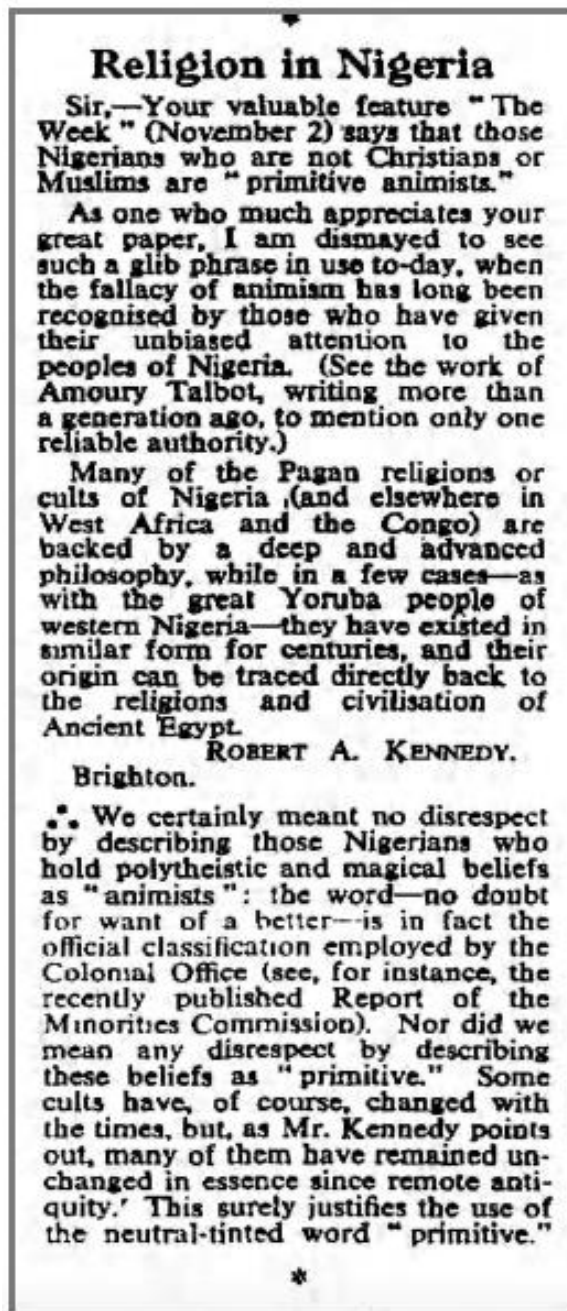 Religion in Nigeria
Sir,—Your valuable feature "The
Week" (November 2) says that those
Nigerians who are not Christians or
Muslims are "primitive animists."
As one who much appreciates your
great paper, I am dismayed to see
such a glib phrase in use to-day, when
the fallacy of animism has long been
recognised by those who have given
their unbiased attention to the
peoples of Nigeria. (See the work of
Amoury Talbot, writing more than
a generation ago, to mention only one
reliable authority.)
Many of the Pagan religions or
cults of Nigeria (and elsewhere in
West Africa and the Congo) are
backed by a deep and advanced
philosophy, while in a few cases—as
with the great Yoruba people of
western Nigeria—they have existed in
similar form for centuries, and their
origin can be traced directly back to
the religions and civilisation of
Ancient Egypt.
ROBERT A. KENNEDY.
Brighton.
⸫ We certainly meant no disrespect
by describing those Nigerians who
hold polytheistic and magical beliefs
as "animists": the word—no doubt
for want of a better—is in fact the
official classification employed by the
Colonial Office (see, for instance, the
recently published Report of the
Minorities Commission). Nor did we
mean any disrespect by describing
these beliefs as "primitive." Some
cults have, of course, changed with
the times, but, as Mr. Kennedy points
out, many of them have remained un-
changed in essence since remote anti-
quity.' This surely justifies the use of
the neutral-tinted word "primitive."
*